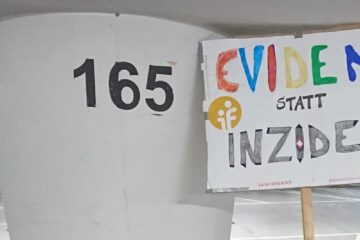 165
EVIDEN
STATT
if
INZIDE